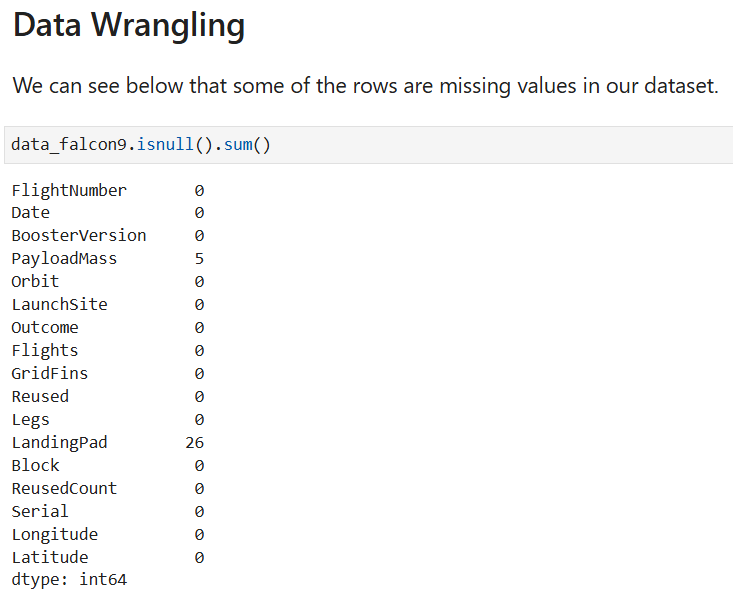 Data Wrangling
We can see below that some of the rows are missing values in our dataset.
data_falcon9.isnull().sum()
FlightNumber 0
Date 0
BoosterVersion 0
PayloadMass 5
Orbit 0
LaunchSite 0
Outcome 0
Flights 0
GridFins 0
Reused 0
Legs 0
LandingPad 26
Block 0
ReusedCount 0
Serial 0
Longitude 0
Latitude 0
dtype: int64